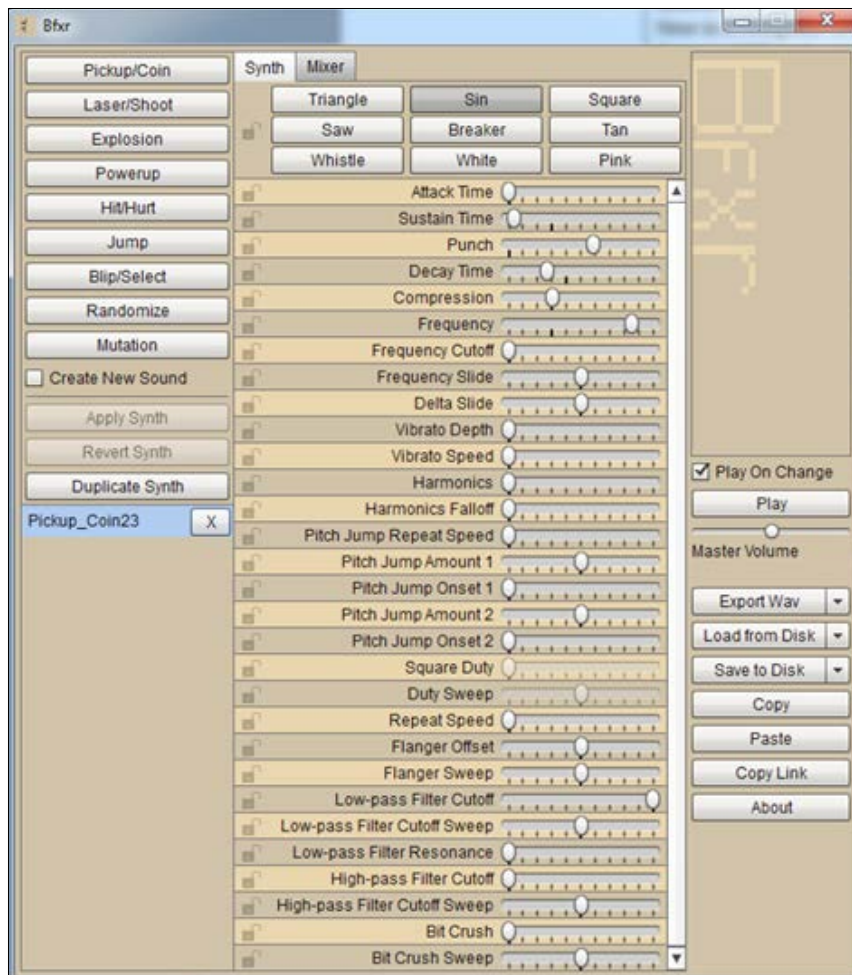 Bfxr
Pickup/Coin
Laser/Shoot
Explosion
Powerup
Hit/Hurt
Jump
Blip/Select
Randomize
Mutation
Create New Sound
Apply Synth
Revert Synth
Duplicate Synth
Pickup_Coin23 X
Synth Mixer
Triangle Sin Square
Saw Breaker Tan
Whistle White Pink
Attack Time
Sustain Time
Punch
Decay Time
Compression
Frequency
Frequency Cutoff
Frequency Slide
Delta Slide
Vibrato Depth
Vibrato Speed
Harmonics
Harmonics Falloff
Pitch Jump Repeat Speed
Pitch Jump Amount 1
Pitch Jump Onset 1
Pitch Jump Amount 2
Pitch Jump Onset 2
Square Duty
Duty Sweep
Repeat Speed
Flanger Offset
Flanger Sweep
Low-pass Filter Cutoff
Low-pass Filter Cutoff Sweep
Low-pass Filter Resonance
High-pass Filter Cutoff
High-pass Filter Cutoff Sweep
Bit Crush
Bit Crush Sweep
Bfxr.
Play On Change
Play
Master Volume
Export Wav
Load from Disk
Save to Disk
Copy
Paste
Copy Link
About